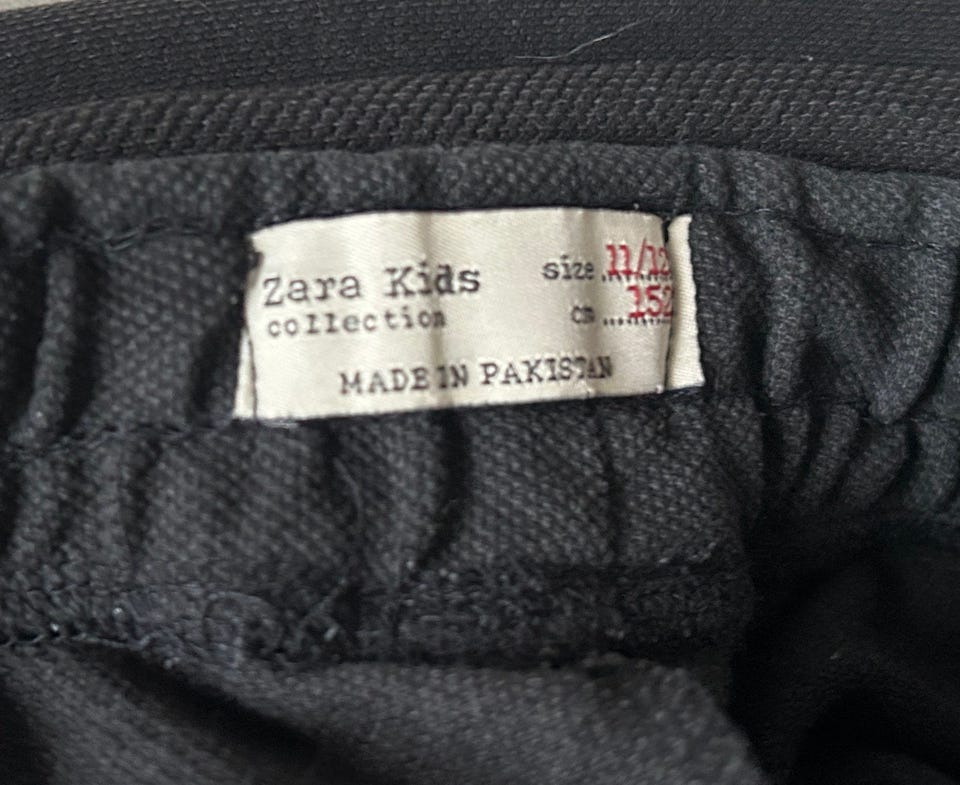 Zara Kids
collection
size 11/12
cm 152
MADE IN PAKISTAN